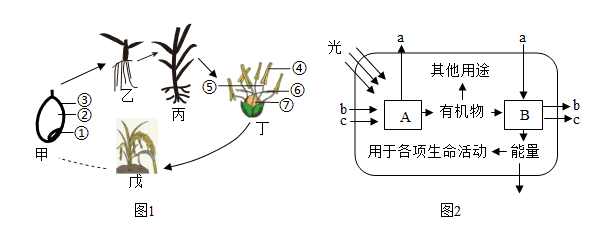 ③
②
①
甲
乙
丙
④
⑤
⑥
⑦
丁
戊
图1
光
a
a
其他用途
b
c
A
有机物
B
b
c
用于各项生命活动
能量
图2